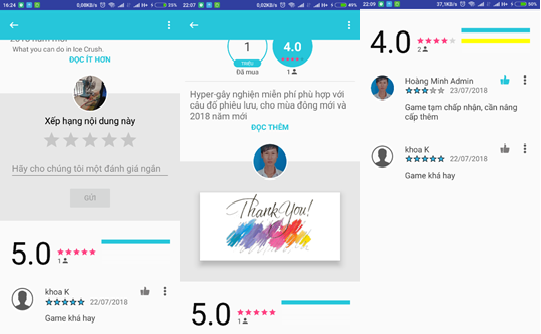 16:24
0,08KB/s
H+
25%
2018 năm mới
What you can do in Ice Crush.
ĐỌC ÍT HƠN
Xếp hạng nội dung này
Hãy cho chúng tôi một đánh giá ngắn
GỬI
5.0
1
khoa K
22/07/2018
Game khá hay
22:07
0,00KB/s
H+
49%
1
TRIỆU
Đã mua
4.0
1
Hyper-gây nghiện miễn phí phù hợp với
câu đố phiêu lưu, cho mùa đông mới và
2018 năm mới
ĐỌC THÊM
Thank You!
5.0
1
22:09
37,1KB/s
H+
50%
4.0
2
Hoàng Minh Admin
23/07/2018
Game tạm chấp nhận, cần nâng
cấp thêm
khoa K
22/07/2018
Game khá hay